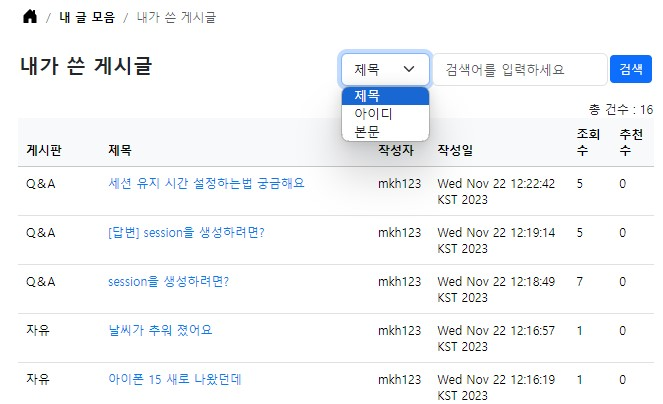 / 내 글 모음 / 내가 쓴 게시글
내가 쓴 게시글
제목 검색어를 입력하세요 검색
제목
아이디
본문
총 건수 : 16
게시판 제목 작성자 작성일 조회수 추천수
Q&A 세션 유지 시간 설정하는법 궁금해요 mkh123 Wed Nov 22 12:22:42 KST 2023 5 0
Q&A [답변] session을 생성하려면? mkh123 Wed Nov 22 12:19:14 KST 2023 5 0
Q&A session을 생성하려면? mkh123 Wed Nov 22 12:18:49 KST 2023 7 0
자유 날씨가 추워 졌어요 mkh123 Wed Nov 22 12:16:57 KST 2023 1 0
자유 아이폰 15 새로 나왔던데 mkh123 Wed Nov 22 12:16:19 KST 2023 1 0